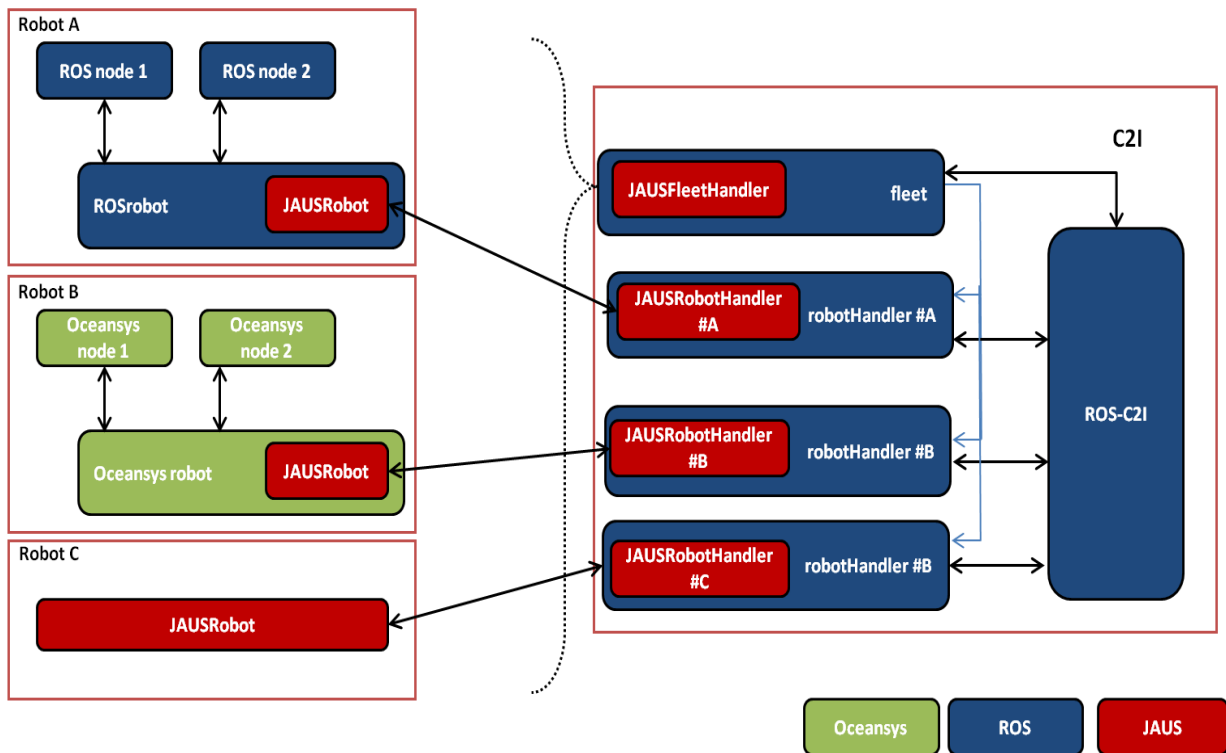 Robot A
ROS node 1
ROS node 2
ROSrobot
JAUSRobot
Robot B
Oceansys
node 1
Oceansys
node 2
Oceansys robot
JAUSRobot
Robot C
JAUSRobot
C2I
JAUSFleetHandler
fleet
JAUSRobotHandler
#A
robotHandler #A
JAUSRobotHandler
#B
robotHandler #B
JAUSRobotHandler
#C
robotHandler #B
ROS-C2I
Oceansys
ROS
JAUS